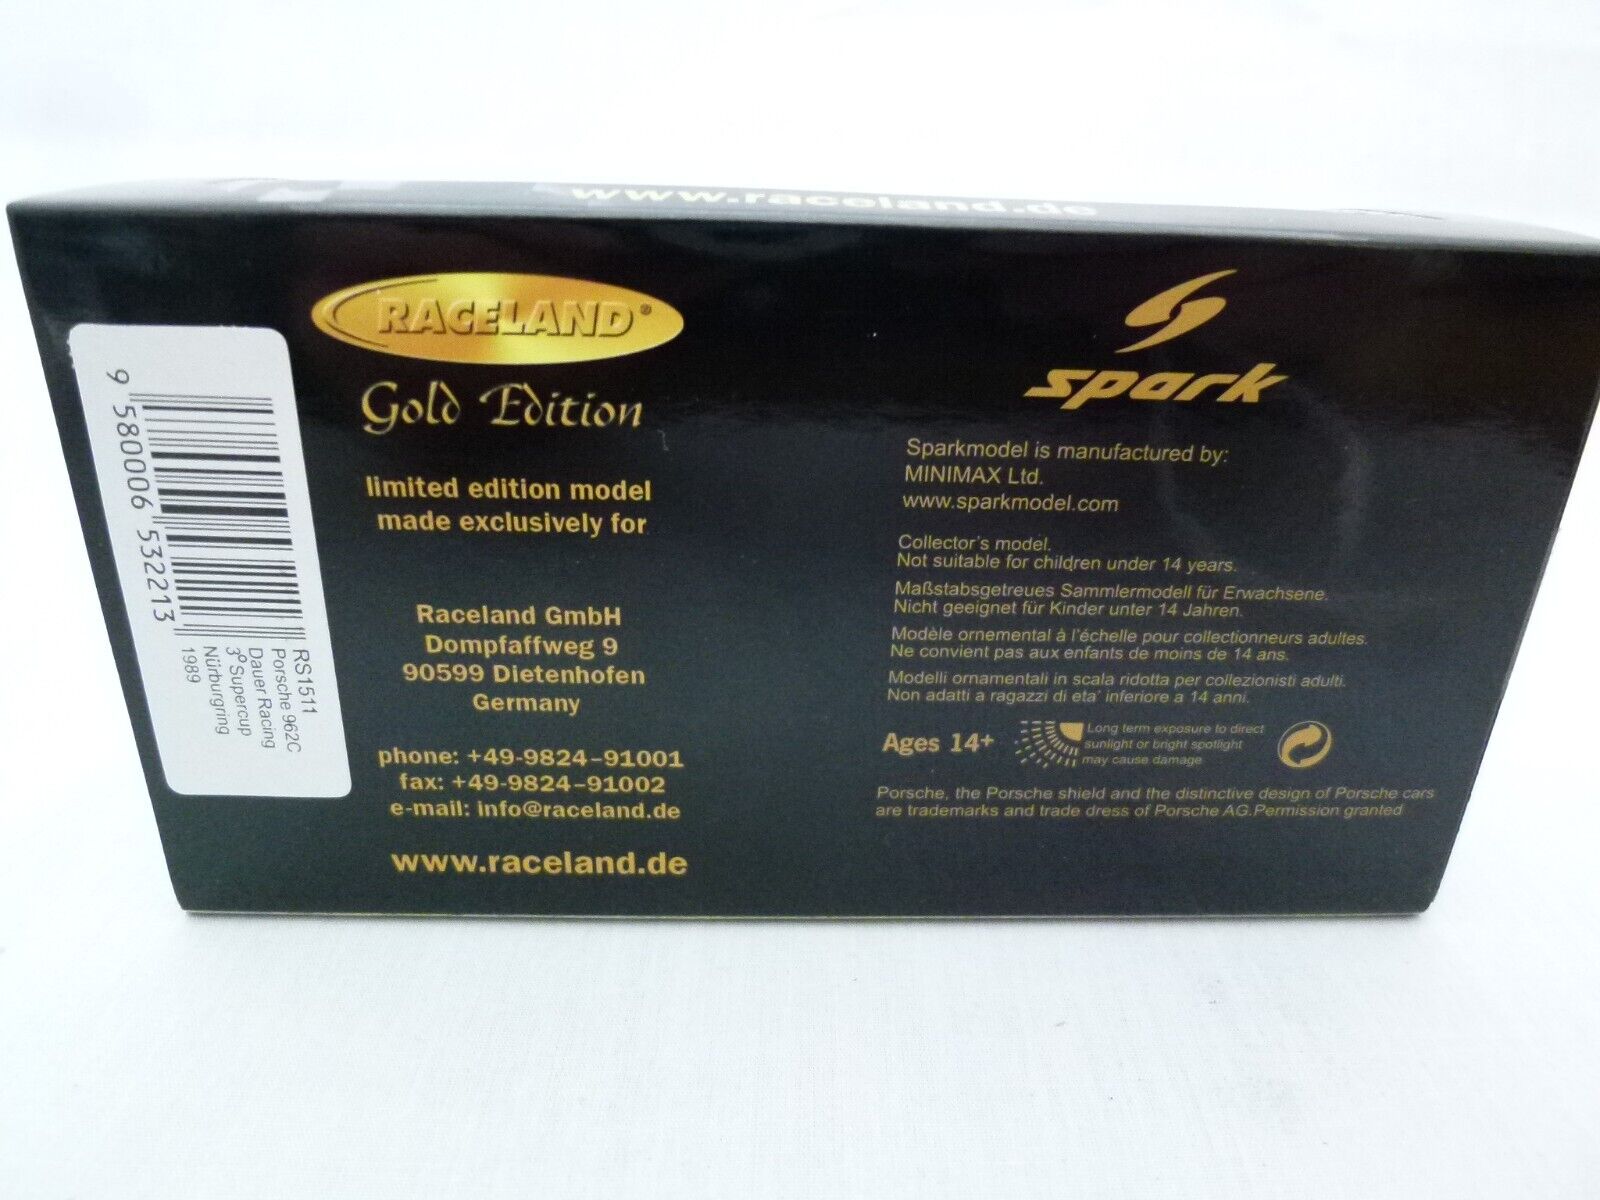 www.raceland.de
RACELAND®
Gold Edition
limited edition model
made exclusively for
Raceland GmbH
Dompfaffweg 9
90599 Dietenhofen
Germany
phone: +49-9824-91001
fax: +49-9824-91002
e-mail: info@raceland.de
www.raceland.de
9 580006 532213
RS1511
Porsche 962C
Dauer Racing
3º Supercup
Nürburgring
1989
spark
Sparkmodel is manufactured by:
MINIMAX Ltd.
www.sparkmodel.com
Collector's model.
Not suitable for children under 14 years.
Maßstabsgetreues Sammlermodell für Erwachsene.
Nicht geeignet für Kinder unter 14 Jahren.
Modèle ornemental à l'échelle pour collectionneurs adultes.
Ne convient pas aux enfants de moins de 14 ans.
Modelli ornamentali in scala ridotta per collezionisti adulti.
Non adatti a ragazzi di eta' inferiore a 14 anni.
Ages 14+
Long term exposure to direct
sunlight or bright spotlight
may cause damage
Porsche, the Porsche shield and the distinctive design of Porsche cars
are trademarks and trade dress of Porsche AG.Permission granted